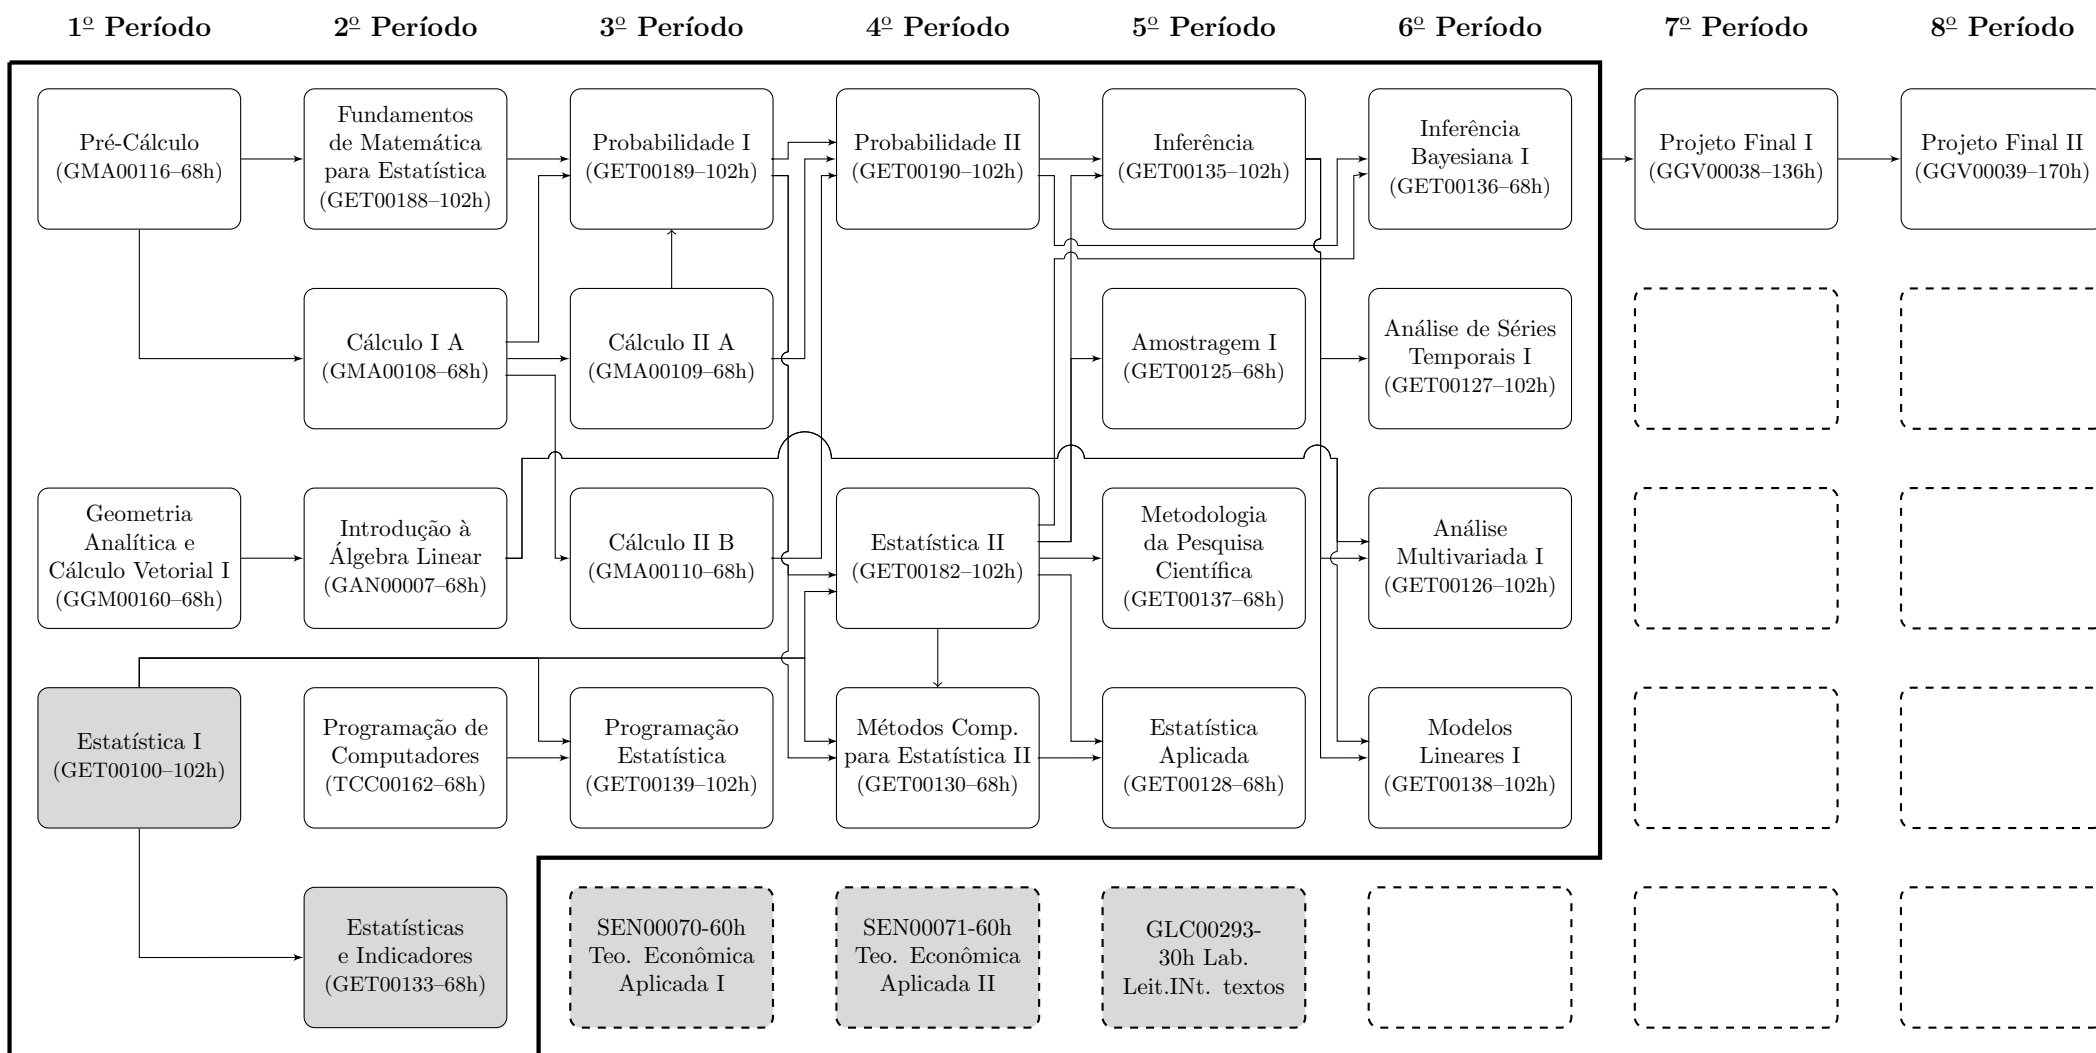 1º Período
2º Período
3º Período
4º Período
5º Período
6º Período
7º Período
8º Período
Pré-Cálculo
(GMA00116–68h)
Fundamentos
de Matemática
para Estatística
(GET00188–102h)
Probabilidade I
(GET00189–102h)
Probabilidade II
(GET00190–102h)
Inferência
(GET00135–102h)
Inferência
Bayesiana I
(GET00136–68h)
Projeto Final I
(GGV00038–136h)
Projeto Final II
(GGV00039–170h)
Cálculo I A
(GMA00108–68h)
Cálculo II A
(GMA00109–68h)
Amostragem I
(GET00125–68h)
Análise de Séries
Temporais I
(GET00127–102h)
Geometria
Analítica e
Cálculo Vetorial I
(GGM00160–68h)
Introdução à
Álgebra Linear
(GAN00007–68h)
Cálculo II B
(GMA00110–68h)
Estatística II
(GET00182–102h)
Metodologia
da Pesquisa
Científica
(GET00137–68h)
Análise
Multivariada I
(GET00126–102h)
Estatística I
(GET00100–102h)
Programação de
Computadores
(TCC00162–68h)
Programação
Estatística
(GET00139–102h)
Métodos Comp.
para Estatística II
(GET00130–68h)
Estatística
Aplicada
(GET00128–68h)
Modelos
Lineares I
(GET00138–102h)
Estatísticas
e Indicadores
(GET00133–68h)
SEN00070-60h
Teo. Econômica
Aplicada I
SEN00071-60h
Teo. Econômica
Aplicada II
GLC00293-
30h Lab.
Leit.INt. textos